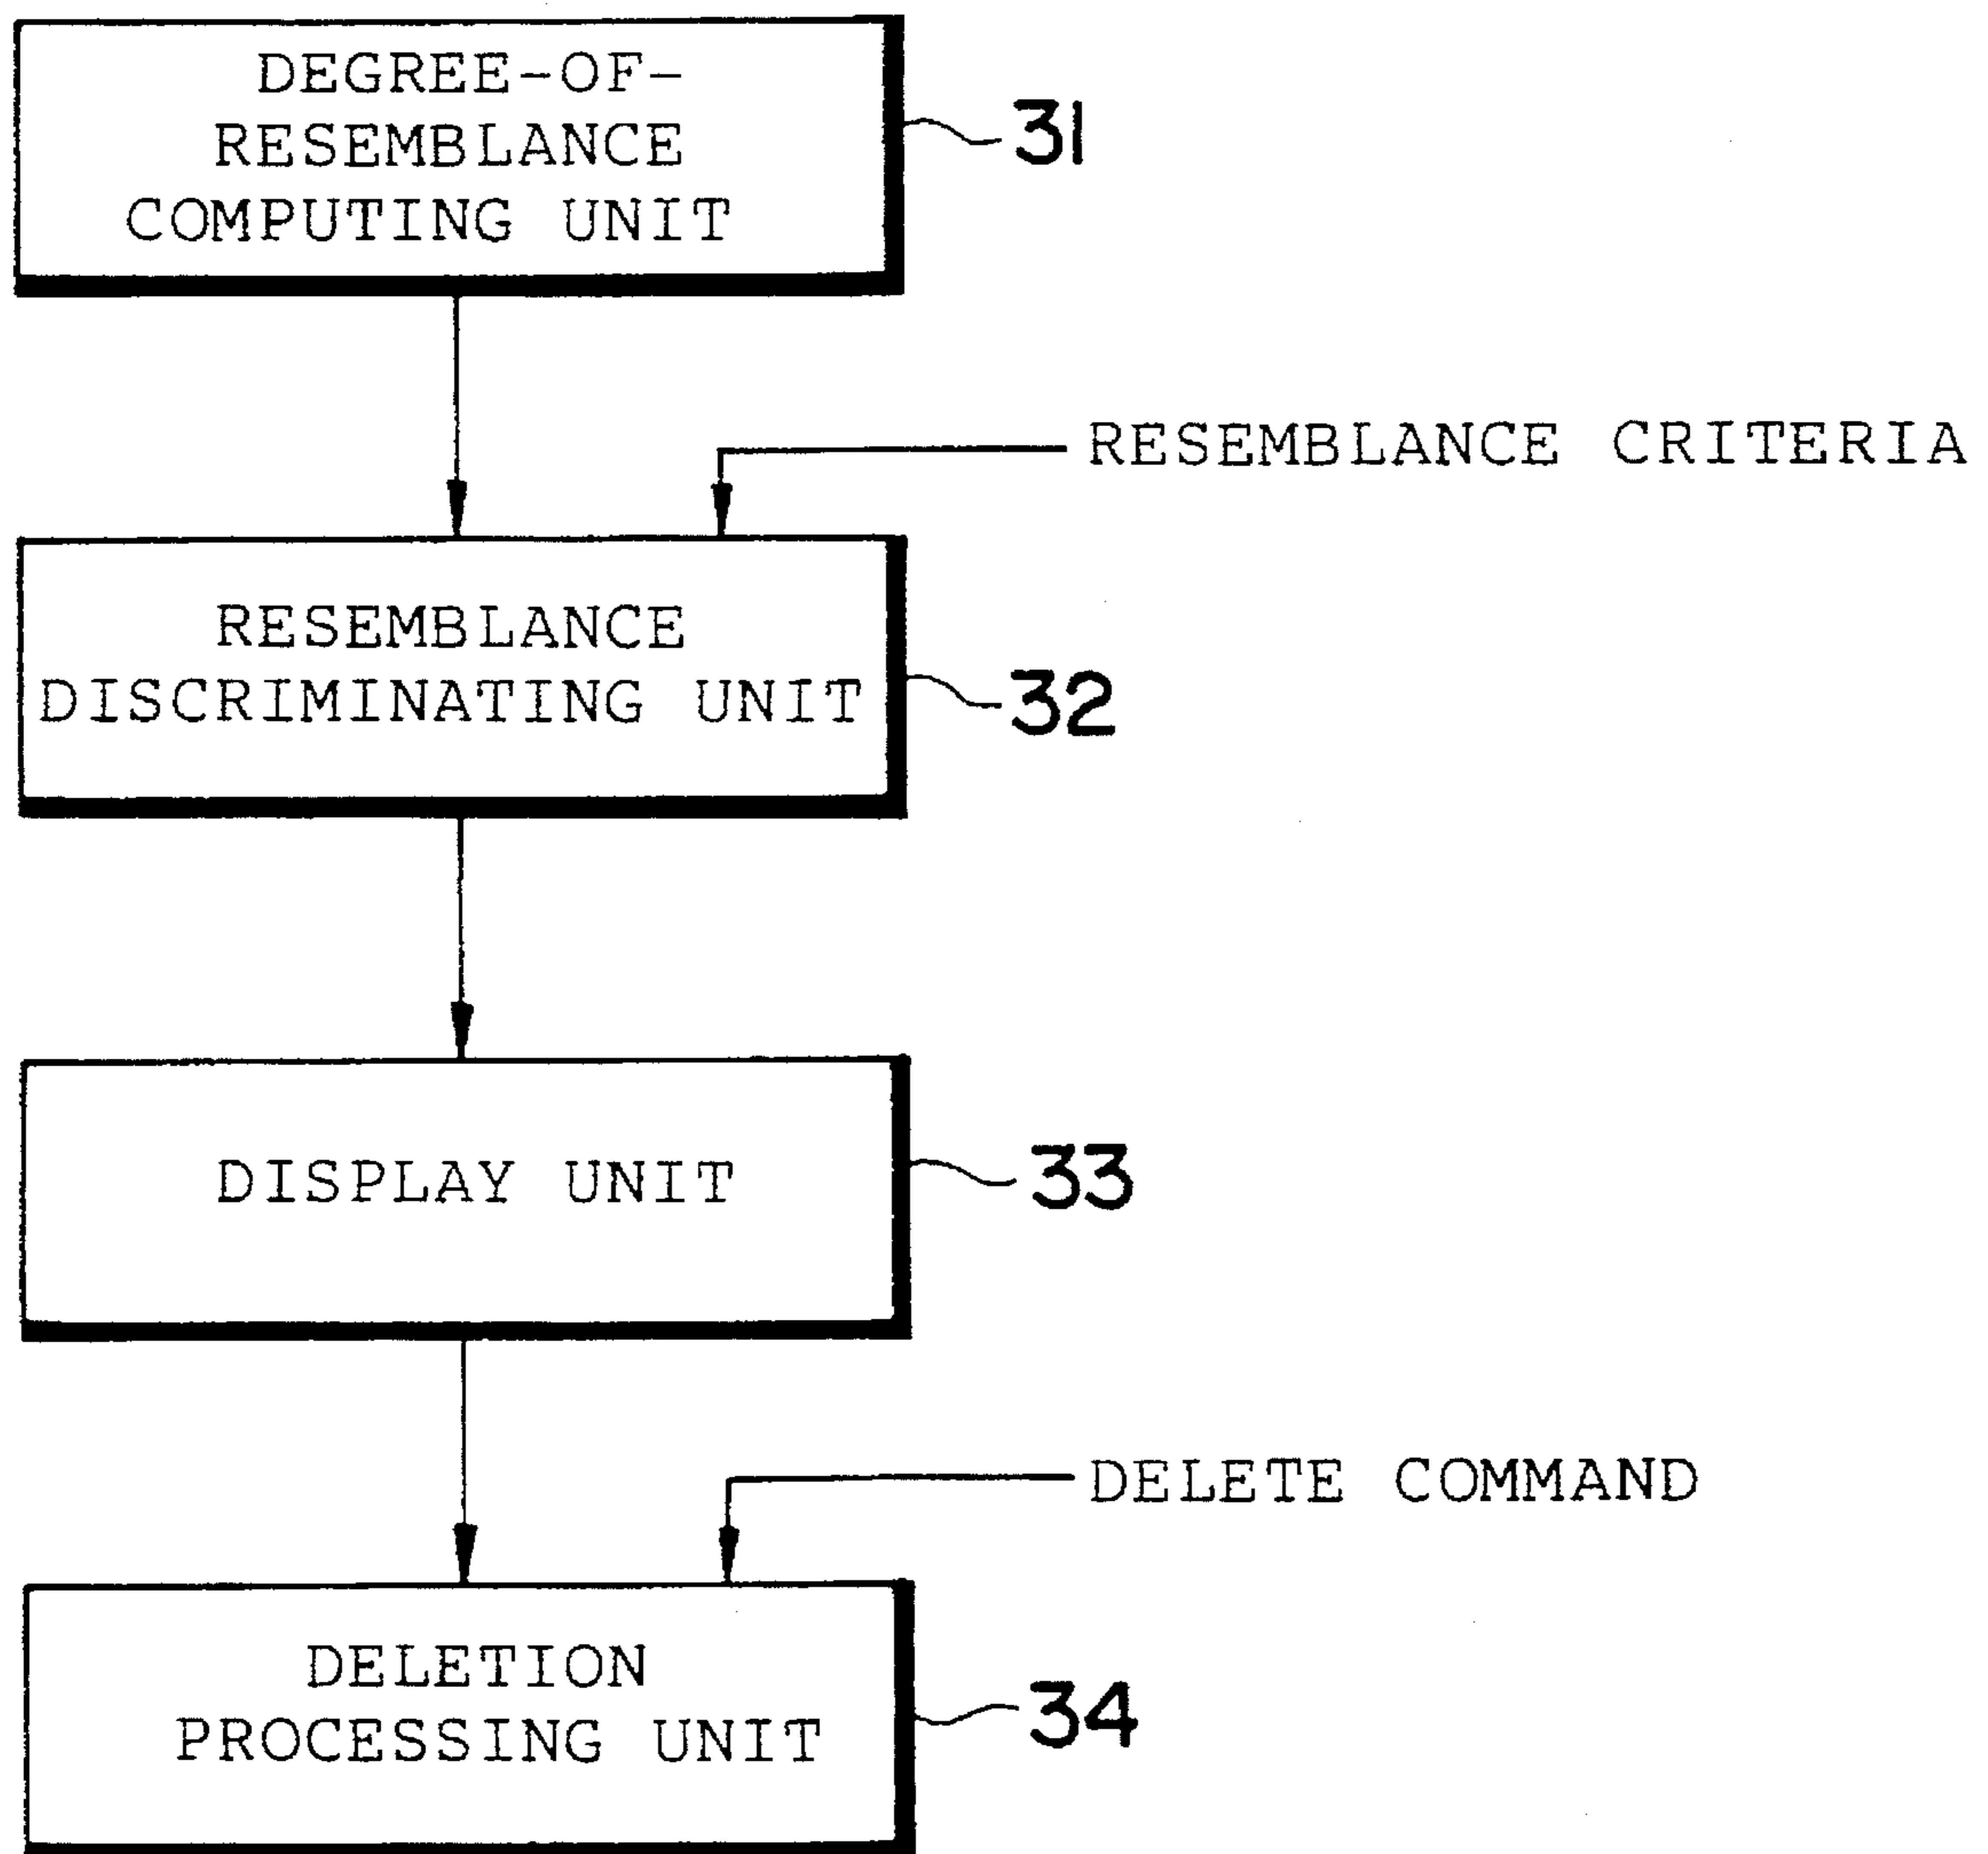 DEGREE-OF-
RESEMBLANCE
COMPUTING UNIT
31
RESEMBLANCE CRITERIA
RESEMBLANCE
DISCRIMINATING UNIT
32
DISPLAY UNIT
33
DELETE COMMAND
DELETION
PROCESSING UNIT
34